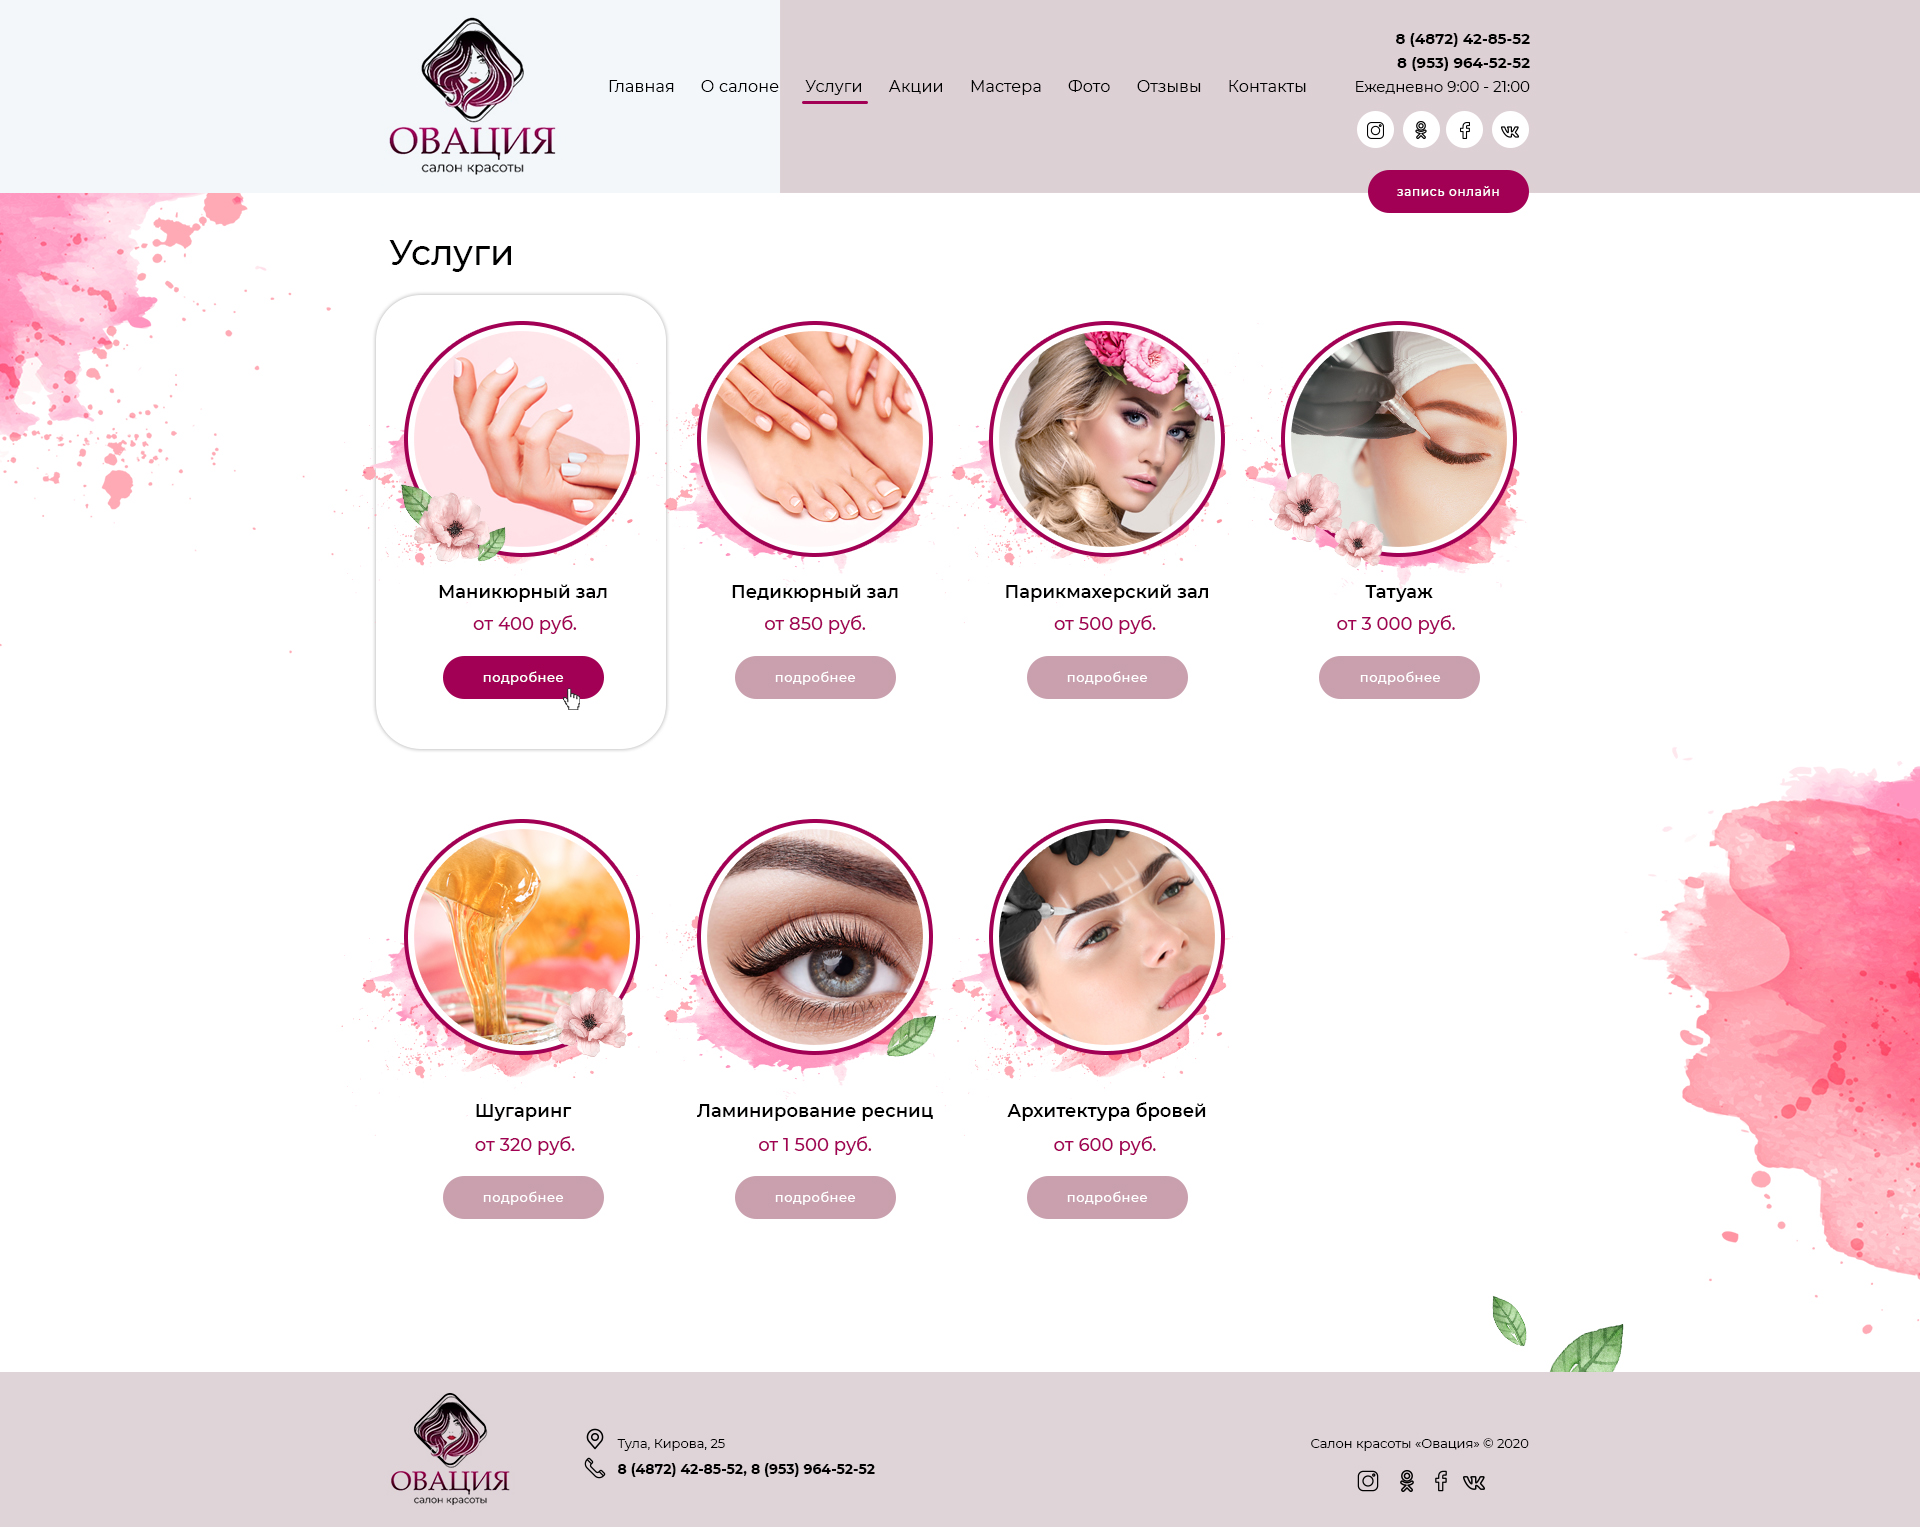 ОВАЦИЯ
салон красоты
Главная О салоне Услуги Акции Мастера Фото Отзывы Контакты
8 (4872) 42-85-52
8 (953) 964-52-52
Ежедневно 9:00 - 21:00
запись онлайн
Услуги
Маникюрный зал
от 400 руб.
подробнее
Педикюрный зал
от 850 руб.
подробнее
Парикмахерский зал
от 500 руб.
подробнее
Татуаж
от 3 000 руб.
подробнее
Шугаринг
от 320 руб.
подробнее
Ламинирование ресниц
от 1 500 руб.
подробнее
Архитектура бровей
от 600 руб.
подробнее
ОВАЦИЯ
салон красоты
Тула, Кирова, 25
8 (4872) 42-85-52, 8 (953) 964-52-52
Салон красоты «Овация» © 2020